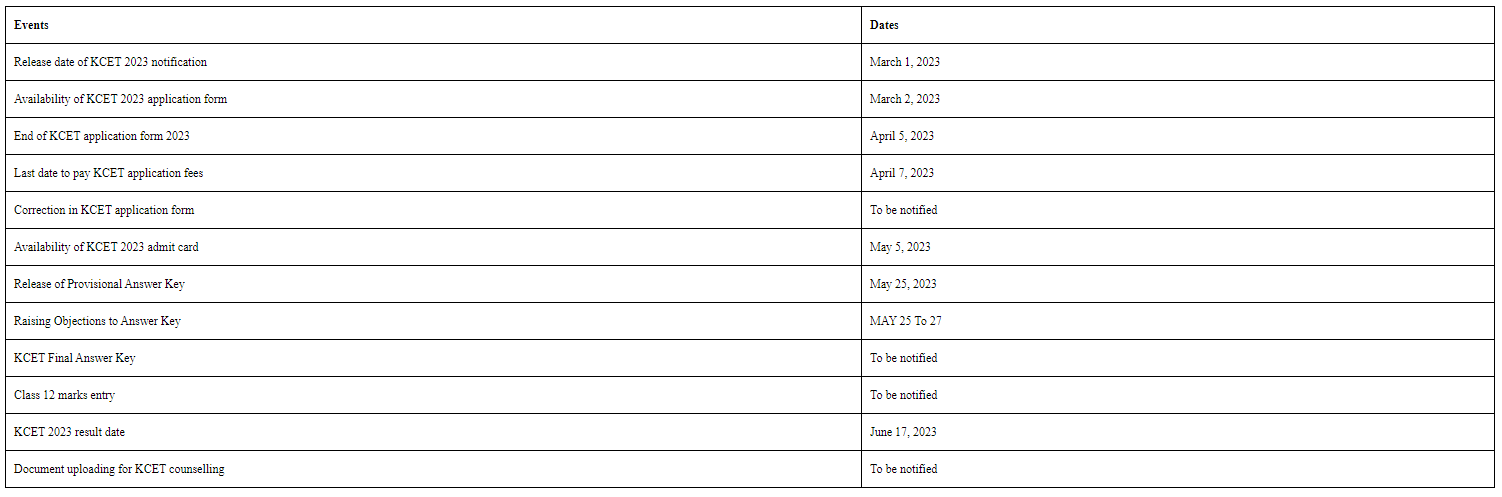 Events Dates
Release date of KCET 2023 notification March 1, 2023
Availability of KCET 2023 application form March 2, 2023
End of KCET application form 2023 April 5, 2023
Last date to pay KCET application fees April 7, 2023
Correction in KCET application form To be notified
Availability of KCET 2023 admit card May 5, 2023
Release of Provisional Answer Key May 25, 2023
Raising Objections to Answer Key MAY 25 To 27
KCET Final Answer Key To be notified
Class 12 marks entry To be notified
KCET 2023 result date June 17, 2023
Document uploading for KCET counselling To be notified